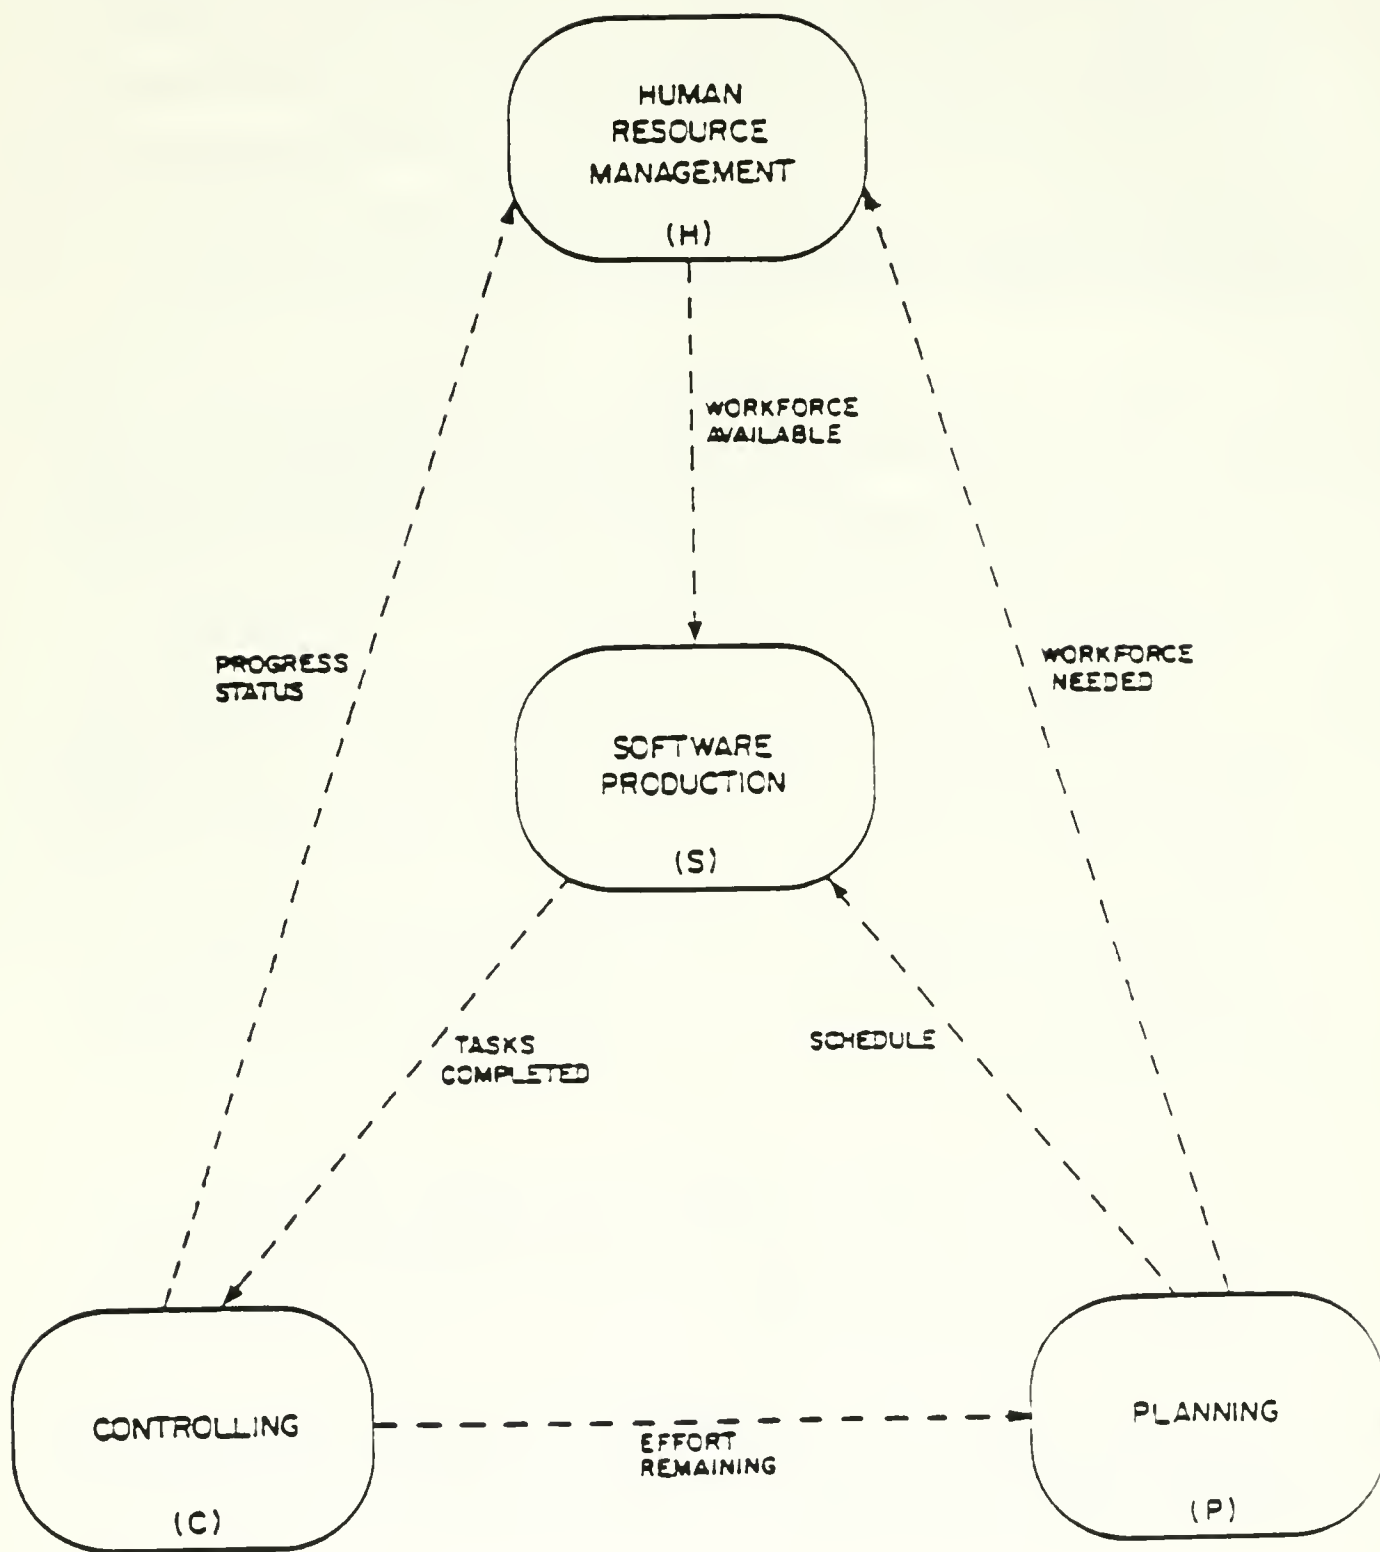 HUMAN
RESOURCE
MANAGEMENT
(H)
WORKFORCE
AVAILABLE
PROGRESS
STATUS
WORKFORCE
NEEDED
SOFTWARE
PRODUCTION
(S)
TASKS
COMPLETED
SCHEDULE
CONTROLLING
(C)
EFFORT
REMAINING
PLANNING
(P)